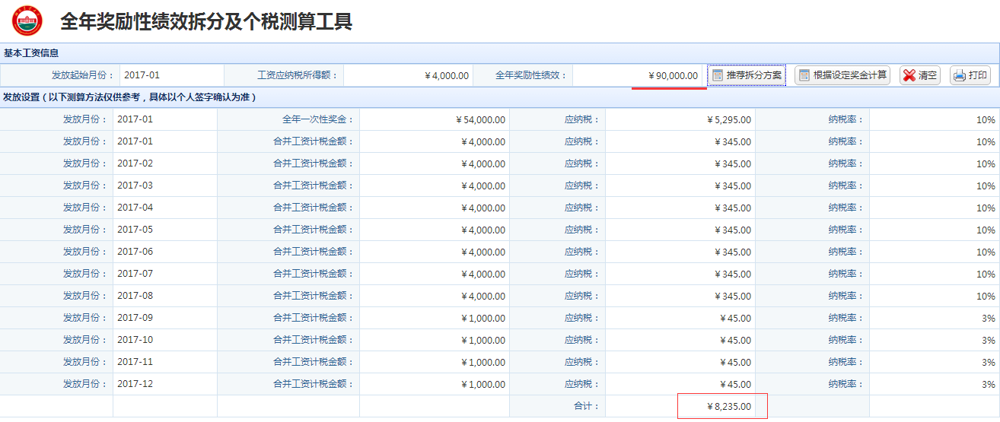 全年奖励性绩效拆分及个税测算工具
基本工资信息
发放起始月份： 2017-01 工资应纳税所得额： ￥4,000.00 全年奖励性绩效： ￥90,000.00 推荐拆分方案 根据设定奖金计算 清空 打印
发放设置（以下测算方法仅供参考，具体以个人签字确认为准）
发放月份： 2017-01 全年一次性奖金： ￥54,000.00 应纳税： ￥5,295.00 纳税率： 10%
发放月份： 2017-01 合并工资计税金额： ￥4,000.00 应纳税： ￥345.00 纳税率： 10%
发放月份： 2017-02 合并工资计税金额： ￥4,000.00 应纳税： ￥345.00 纳税率： 10%
发放月份： 2017-03 合并工资计税金额： ￥4,000.00 应纳税： ￥345.00 纳税率： 10%
发放月份： 2017-04 合并工资计税金额： ￥4,000.00 应纳税： ￥345.00 纳税率： 10%
发放月份： 2017-05 合并工资计税金额： ￥4,000.00 应纳税： ￥345.00 纳税率： 10%
发放月份： 2017-06 合并工资计税金额： ￥4,000.00 应纳税： ￥345.00 纳税率： 10%
发放月份： 2017-07 合并工资计税金额： ￥4,000.00 应纳税： ￥345.00 纳税率： 10%
发放月份： 2017-08 合并工资计税金额： ￥4,000.00 应纳税： ￥345.00 纳税率： 10%
发放月份： 2017-09 合并工资计税金额： ￥1,000.00 应纳税： ￥45.00 纳税率： 3%
发放月份： 2017-10 合并工资计税金额： ￥1,000.00 应纳税： ￥45.00 纳税率： 3%
发放月份： 2017-11 合并工资计税金额： ￥1,000.00 应纳税： ￥45.00 纳税率： 3%
发放月份： 2017-12 合并工资计税金额： ￥1,000.00 应纳税： ￥45.00 纳税率： 3%
合计： ￥8,235.00